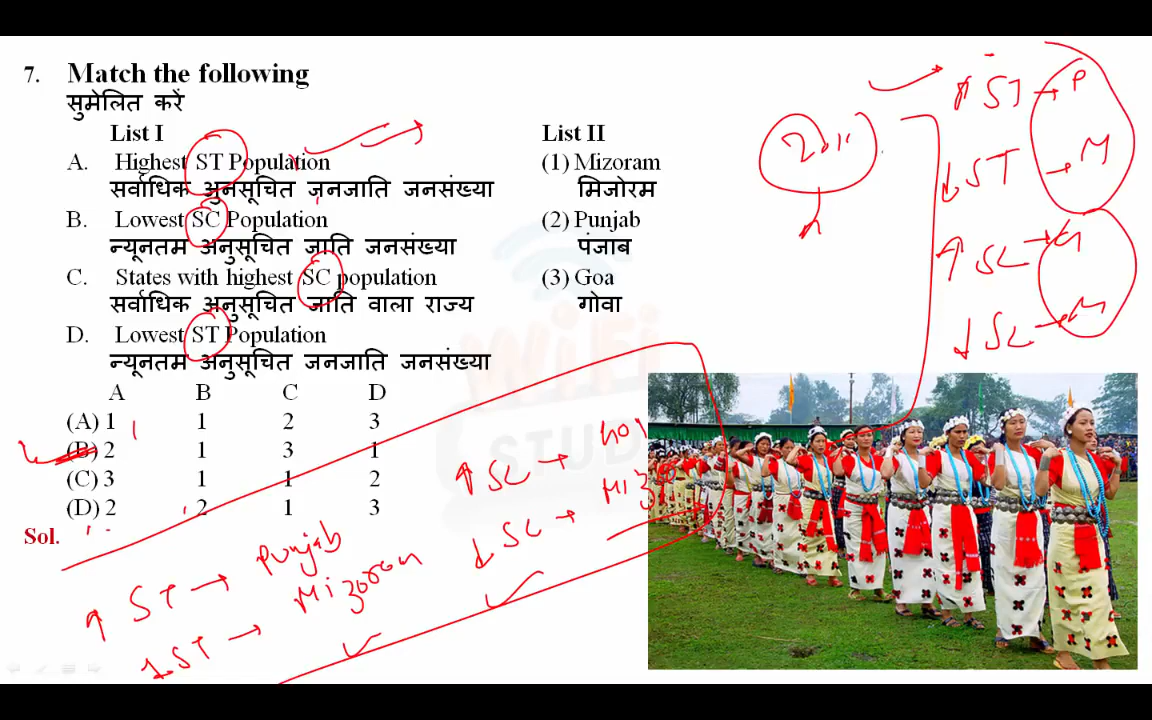 7. Match the following
सुमेलित करें
List I List II
A. Highest ST Population (1) Mizoram
सर्वाधिक अनुसूचित जनजाति जनसंख्या मिजोरम
B. Lowest SC Population (2) Punjab
न्यूनतम अनुसूचित जाति जनसंख्या पंजाब
C. States with highest SC population (3) Goa
सर्वाधिक अनुसूचित जाति वाला राज्य गोवा
D. Lowest ST Population
न्यूनतम अनुसूचित जनजाति जनसंख्या
A B C D
(A) 1 1 2 3
(B) 2 1 3 1
(C) 3 1 1 2
(D) 2 2 1 3
Sol.
↑ ST → Punjab
↓ ST → Mizoram
↑ SC →
↓ SC →
2011
↑ ST → P
↓ ST → M
↑ SC → G
↓ SC → M
WiFi
STUDY